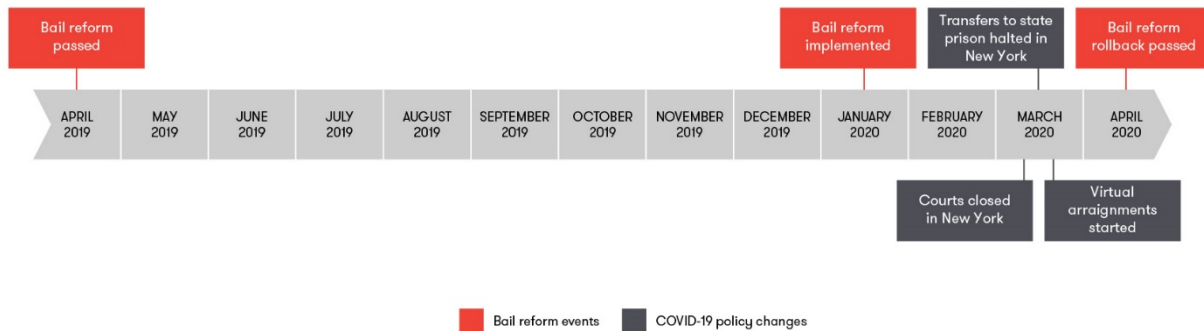 Bail reform
passed
Bail reform
implemented
Transfers to state
prison halted in
New York
Bail reform
rollback passed
APRIL
2019
MAY
2019
JUNE
2019
JULY
2019
AUGUST
2019
SEPTEMBER
2019
OCTOBER
2019
NOVEMBER
2019
DECEMBER
2019
JANUARY
2020
FEBRUARY
2020
MARCH
2020
APRIL
2020
Courts closed
in New York
Virtual
arraignments
started
Bail reform events
COVID-19 policy changes